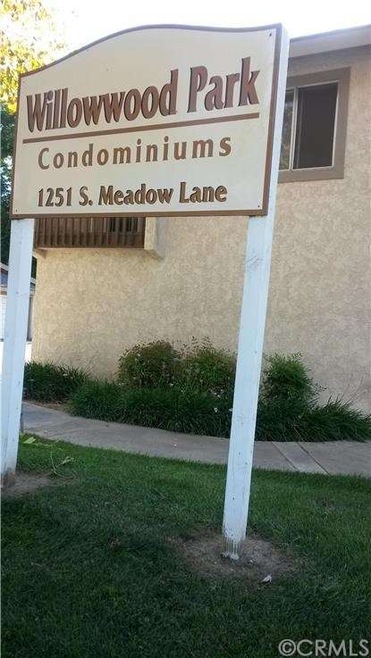 Willowwood Park
Condominiums
1251 S. Meadow Lane
©CRMLS